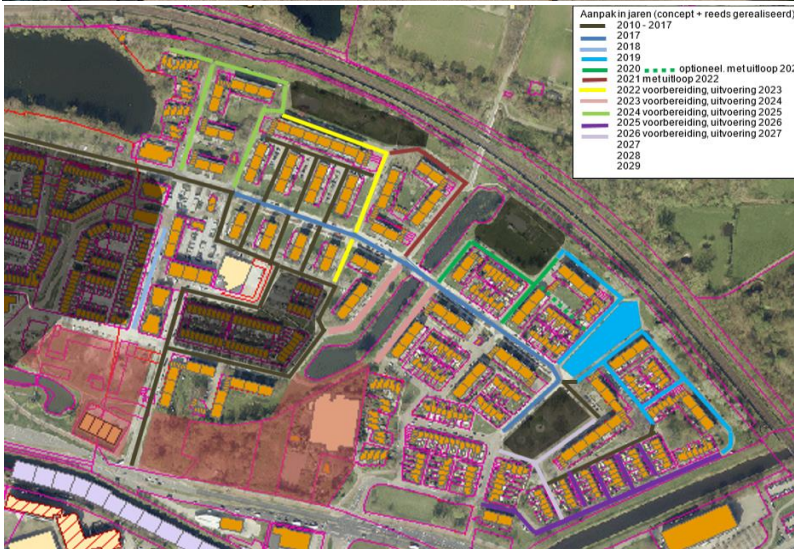 Aanpak in jaren (concept + reeds gerealiseerd)
2010 - 2017
2017
2018
2019
2020 optioneel. met uitloop 202
2021 met uitloop 2022
2022 voorbereiding, uitvoering 2023
2023 voorbereiding, uitvoering 2024
2024 voorbereiding, uitvoering 2025
2025 voorbereiding, uitvoering 2026
2026 voorbereiding, uitvoering 2027
2027
2028
2029